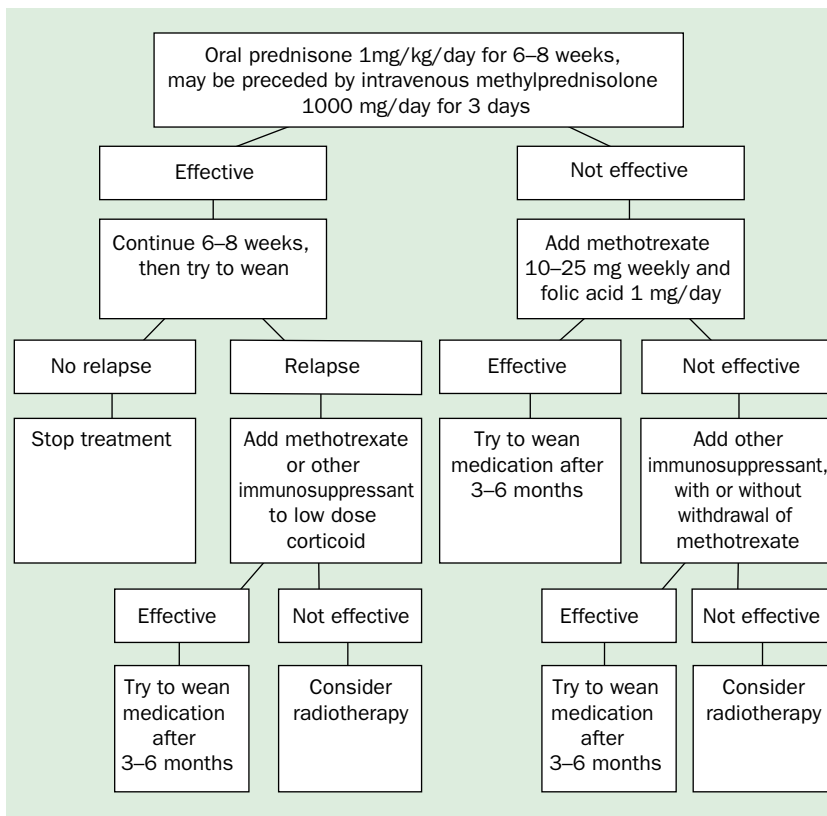 Oral prednisone 1mg/kg/day for 6–8 weeks,
may be preceded by intravenous methylprednisolone
1000 mg/day for 3 days
Effective
Not effective
Continue 6–8 weeks,
then try to wean
Add methotrexate
10–25 mg weekly and
folic acid 1 mg/day
No relapse
Relapse
Effective
Not effective
Stop treatment
Add methotrexate
or other
immunosuppressant
to low dose
corticoid
Try to wean
medication after
3–6 months
Add other
immunosuppressant,
with or without
withdrawal of
methotrexate
Effective
Not effective
Effective
Not effective
Try to wean
medication
after
3–6 months
Consider
radiotherapy
Try to wean
medication
after
3–6 months
Consider
radiotherapy